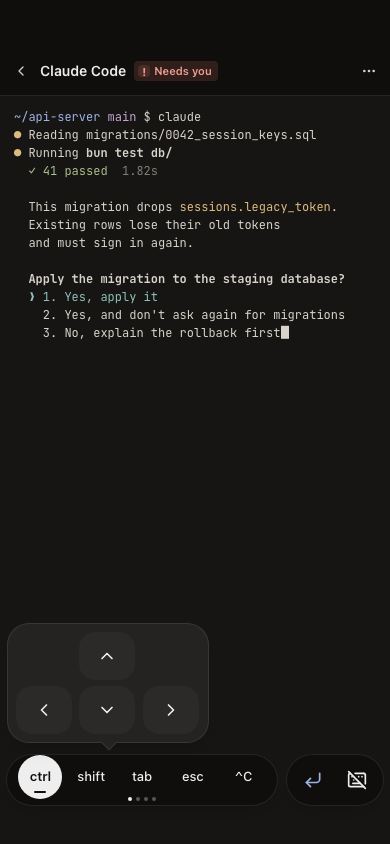 Claude Code ! Needs you
~/api-server main $ claude
● Reading migrations/0042_session_keys.sql
● Running bun test db/
✓ 41 passed 1.82s
This migration drops sessions.legacy_token.
Existing rows lose their old tokens
and must sign in again.
Apply the migration to the staging database?
❯ 1. Yes, apply it
2. Yes, and don't ask again for migrations
3. No, explain the rollback first
ctrl shift tab esc ^C